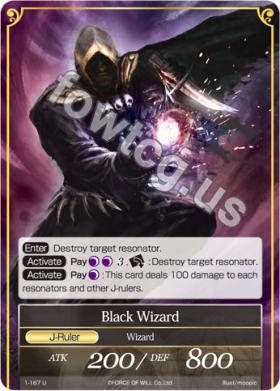 fowtcg.us
Enter Destroy target resonator.
Activate Pay 3 , : Destroy target resonator.
Activate Pay : This card deals 100 damage to each
resonators and other J-rulers.
Black Wizard
J-Ruler Wizard
ATK 200 / DEF 800
1-167 U ©FORCE OF WILL Co.Ltd. Illust/moopic